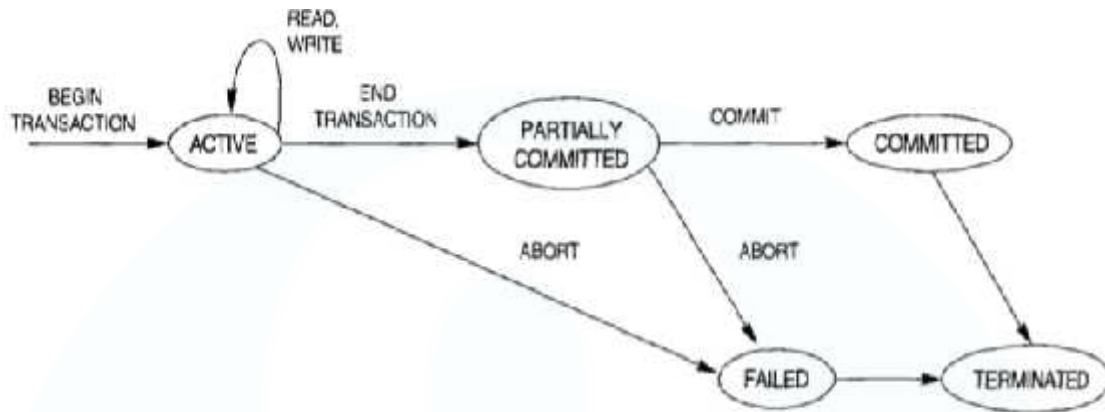 READ,
WRITE
BEGIN
TRANSACTION
END
TRANSACTION
ACTIVE
PARTIALLY
COMMITTED
COMMIT
COMMITTED
ABORT
ABORT
FAILED
TERMINATED